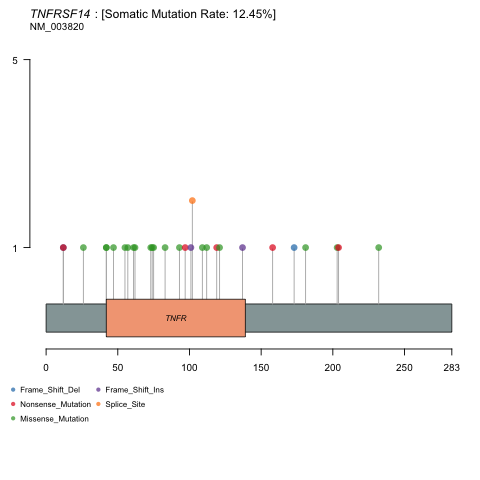 TNFRSF14 : [Somatic Mutation Rate: 12.45%]
NM_003820
5
1
TNFR
0 50 100 150 200 250 283
Frame_Shift_Del Frame_Shift_Ins
Nonsense_Mutation Splice_Site
Missense_Mutation